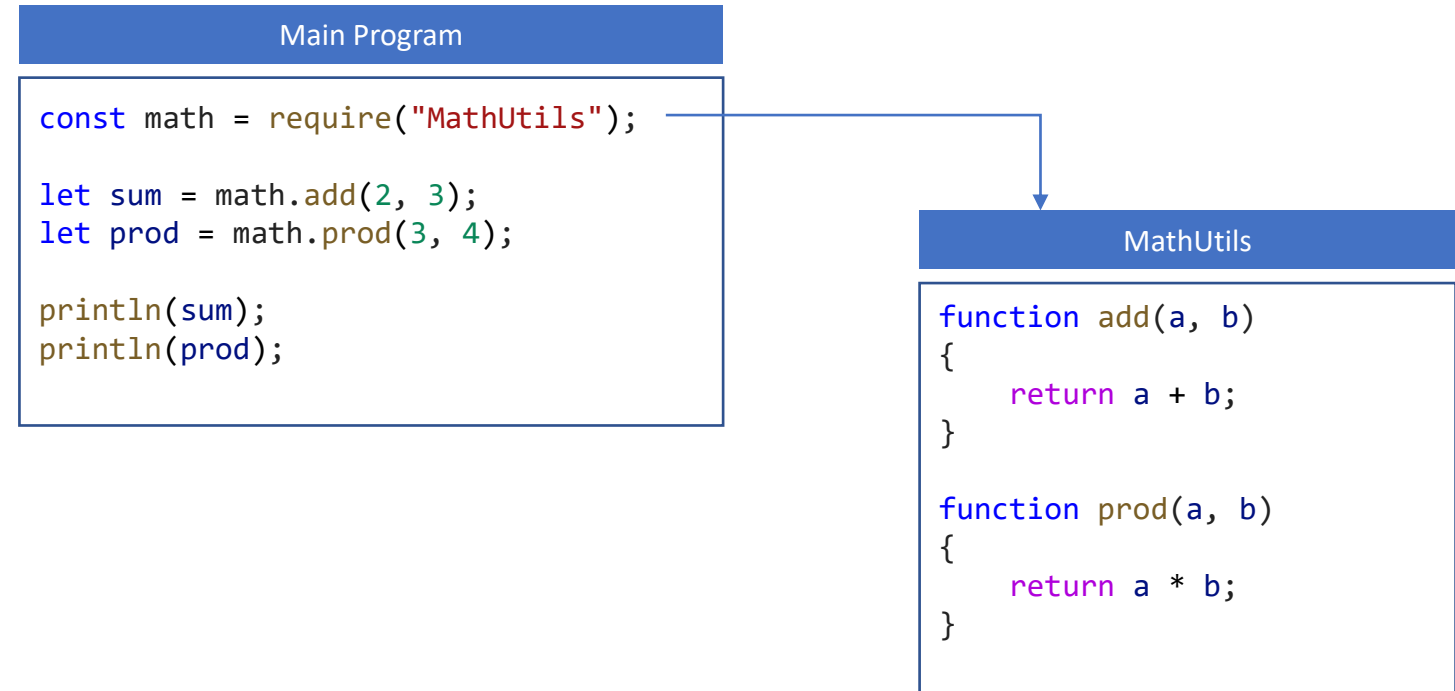 Main Program
const math = require("MathUtils");
let sum = math.add(2, 3);
let prod = math.prod(3, 4);
println(sum);
println(prod);
MathUtils
function add(a, b)
{
    return a + b;
}
function prod(a, b)
{
    return a * b;
}